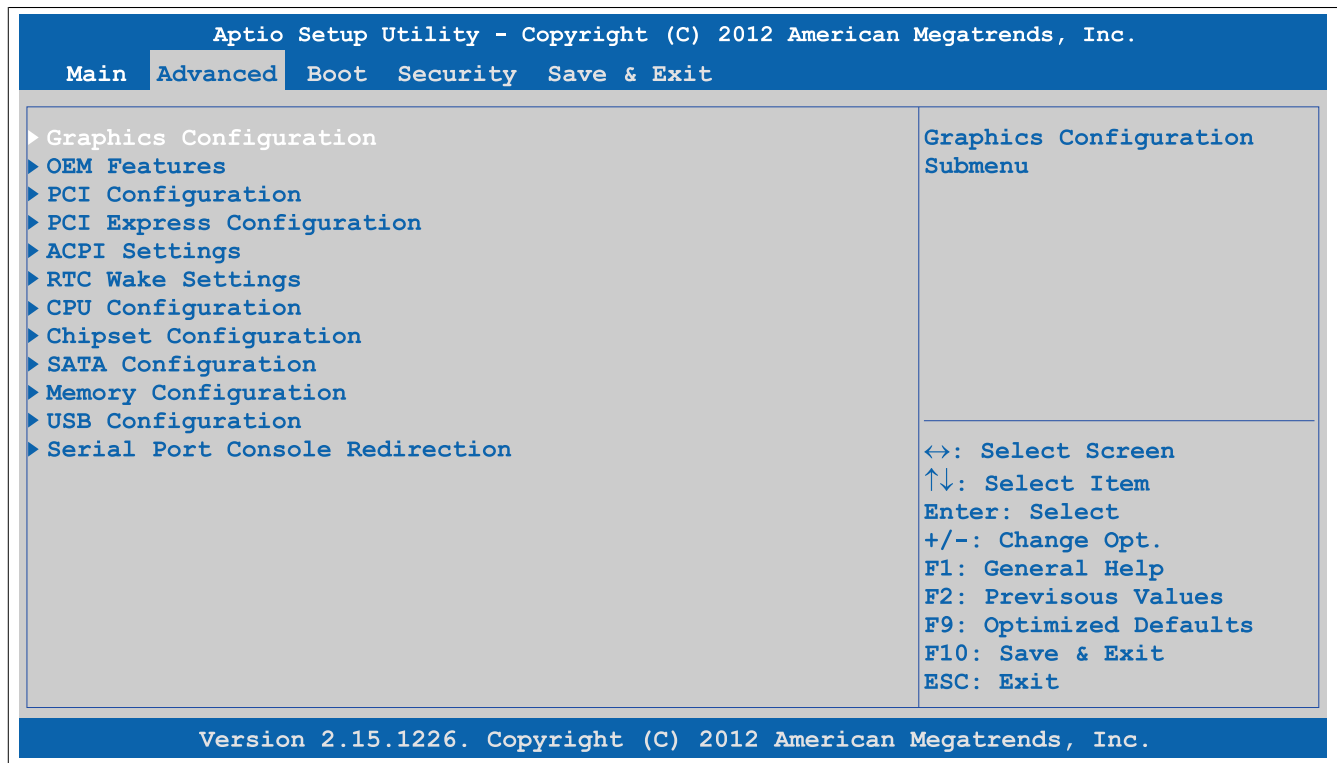 Aptio Setup Utility - Copyright (C) 2012 American Megatrends, Inc.
Main Advanced Boot Security Save & Exit
Graphics Configuration
OEM Features
PCI Configuration
PCI Express Configuration
ACPI Settings
RTC Wake Settings
CPU Configuration
Chipset Configuration
SATA Configuration
Memory Configuration
USB Configuration
Serial Port Console Redirection
Graphics Configuration
Submenu
↔: Select Screen
↑↓: Select Item
Enter: Select
+/-: Change Opt.
F1: General Help
F2: Previsous Values
F9: Optimized Defaults
F10: Save & Exit
ESC: Exit
Version 2.15.1226. Copyright (C) 2012 American Megatrends, Inc.